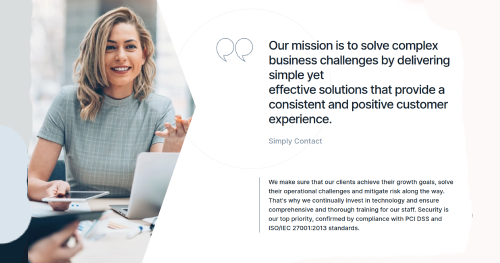 Our mission is to solve complex
business challenges by delivering
simple yet
effective solutions that provide a
consistent and positive customer
experience.
Simply Contact
We make sure that our clients achieve their growth goals, solve
their operational challenges and mitigate risk along the way.
That's why we continually invest in technology and ensure
comprehensive and thorough training for our staff. Security is
our top priority, confirmed by compliance with PCI DSS and
ISO/IEC 27001:2013 standards.